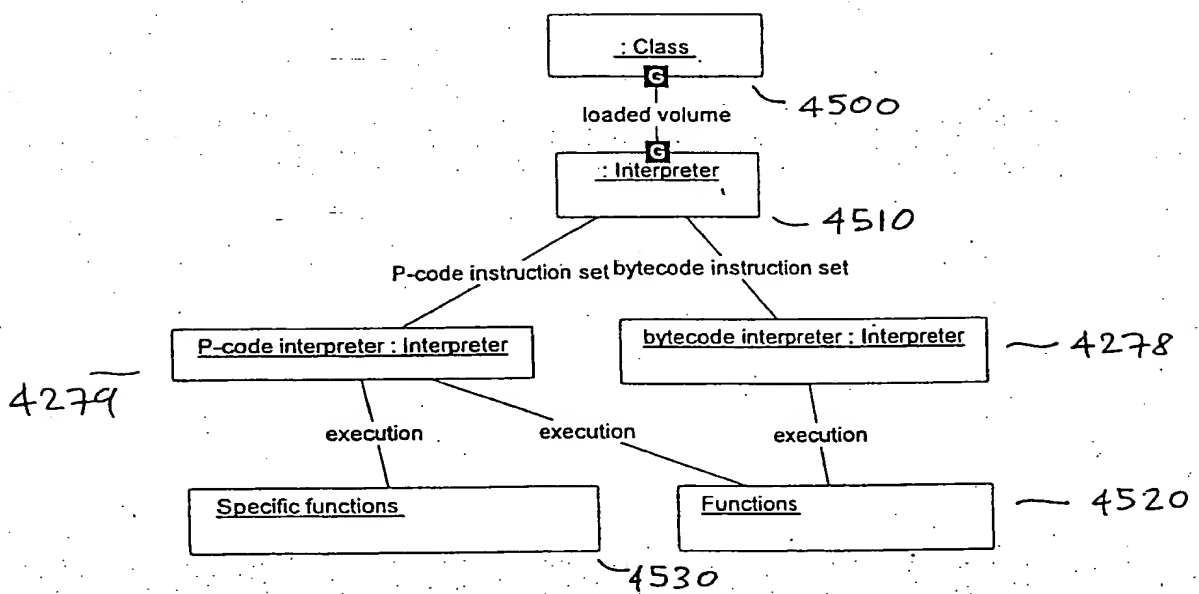 : Class
G
4500
loaded volume
G
: Interpreter
4510
P-code instruction set bytecode instruction set
P-code interpreter : Interpreter
bytecode interpreter : Interpreter
4278
4279
execution
execution
execution
Specific functions
Functions
4520
4530